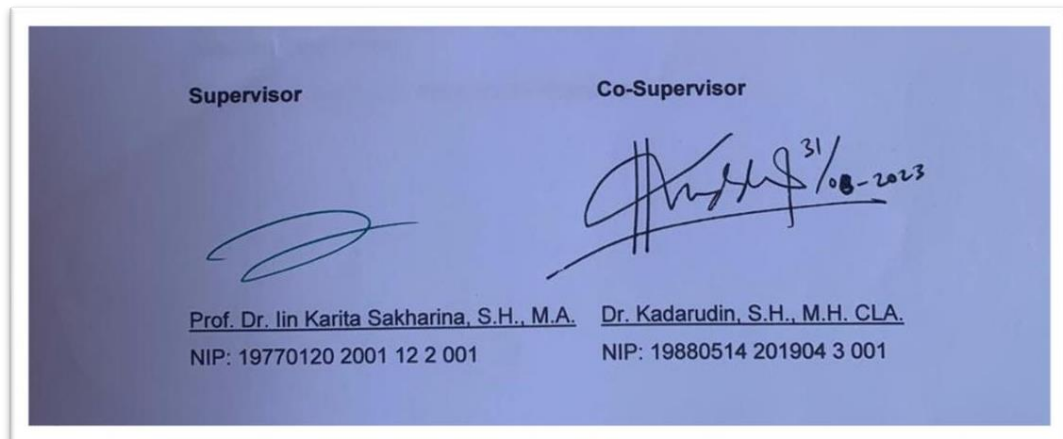 Supervisor
Co-Supervisor
31/08-2023
Prof. Dr. Iin Karita Sakharina, S.H., M.A.
NIP: 19770120 2001 12 2 001
Dr. Kadarudin, S.H., M.H. CLA.
NIP: 19880514 201904 3 001